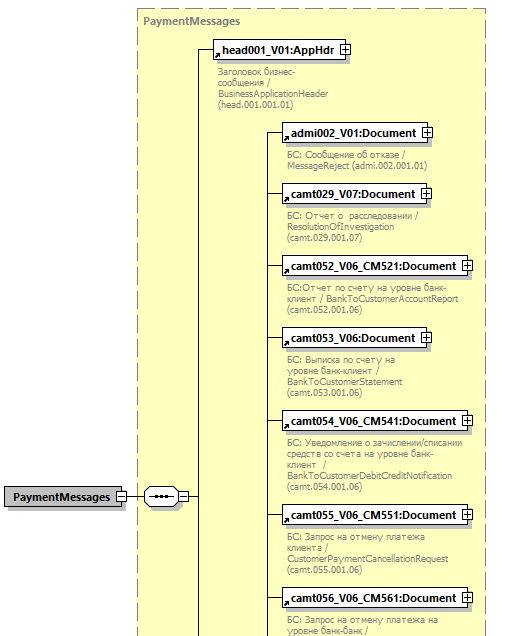 PaymentMessages
head001_V01:AppHdr
Заголовок бизнес-
сообщения /
BusinessApplicationHeader
(head.001.001.01)
admi002_V01:Document
БС: Сообщение об отказе /
MessageReject (admi.002.001.01)
camt029_V07:Document
БС: Отчет о расследовании /
ResolutionOfInvestigation
(camt.029.001.07)
camt052_V06_CM521:Document
БС:Отчет по счету на уровне банк-
клиент / BankToCustomerAccountReport
(camt.052.001.06)
camt053_V06:Document
БС: Выписка по счету на
уровне банк-клиент /
BankToCustomerStatement
(camt.053.001.06)
camt054_V06_CM541:Document
БС: Уведомление о зачислении/списании
средств со счета на уровне банк-
клиент /
BankToCustomerDebitCreditNotification
(camt.054.001.06)
PaymentMessages
camt055_V06_CM551:Document
БС: Запрос на отмену платежа
клиента /
CustomerPaymentCancellationRequest
(camt.055.001.06)
camt056_V06_CM561:Document
БС: Запрос на отмену платежа на
уровне банк-банк /